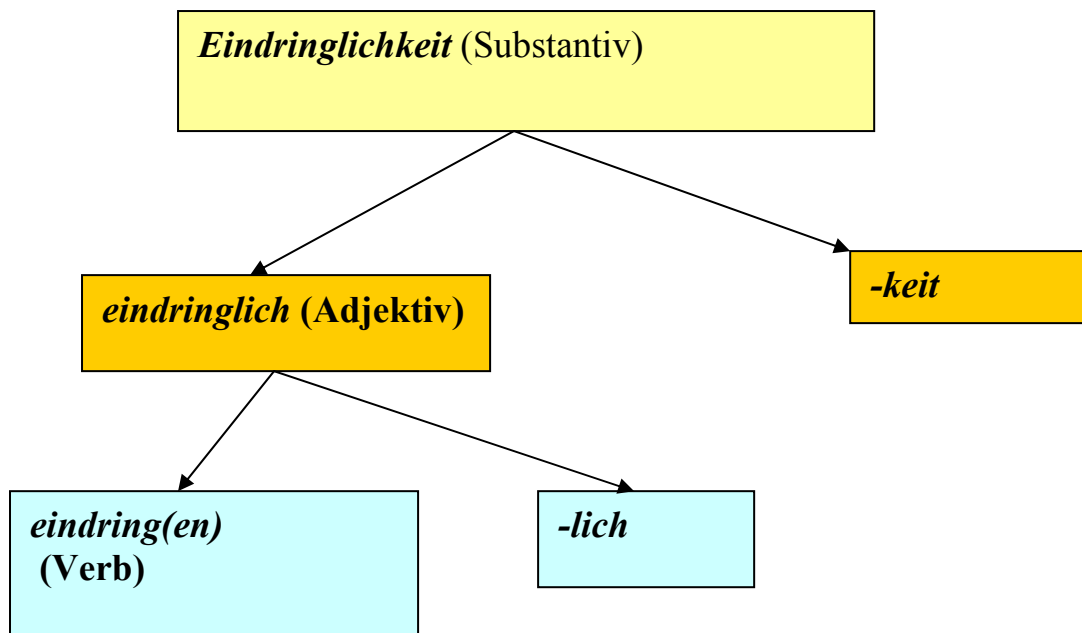 Eindringlichkeit (Substantiv)
eindringlich (Adjektiv)
-keit
eindring(en)
(Verb)
-lich